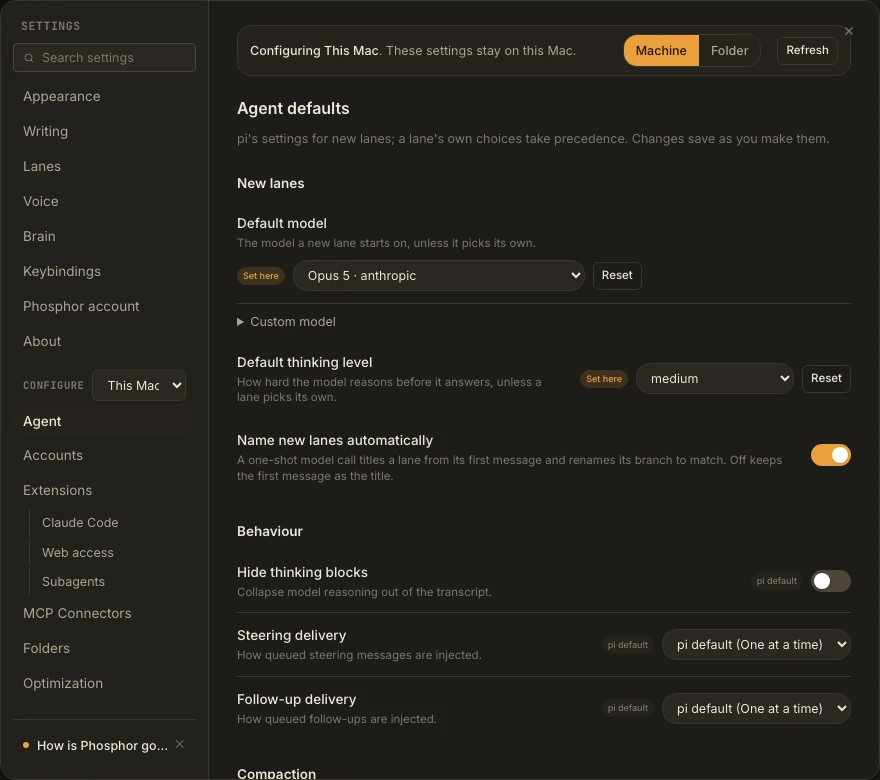 SETTINGS
Search settings
Appearance
Writing
Lanes
Voice
Brain
Keybindings
Phosphor account
About
CONFIGURE This Mac
Agent
Accounts
Extensions
Claude Code
Web access
Subagents
MCP Connectors
Folders
Optimization
How is Phosphor go...
Configuring This Mac. These settings stay on this Mac.
Machine
Folder
Refresh
Agent defaults
pi's settings for new lanes; a lane's own choices take precedence. Changes save as you make them.
New lanes
Default model
The model a new lane starts on, unless it picks its own.
Set here Opus 5 · anthropic Reset
Custom model
Default thinking level
How hard the model reasons before it answers, unless a
lane picks its own.
Set here medium Reset
Name new lanes automatically
A one-shot model call titles a lane from its first message and renames its branch to match. Off keeps
the first message as the title.
Behaviour
Hide thinking blocks
Collapse model reasoning out of the transcript.
pi default
Steering delivery
How queued steering messages are injected.
pi default pi default (One at a time)
Follow-up delivery
How queued follow-ups are injected.
pi default pi default (One at a time)
Compaction